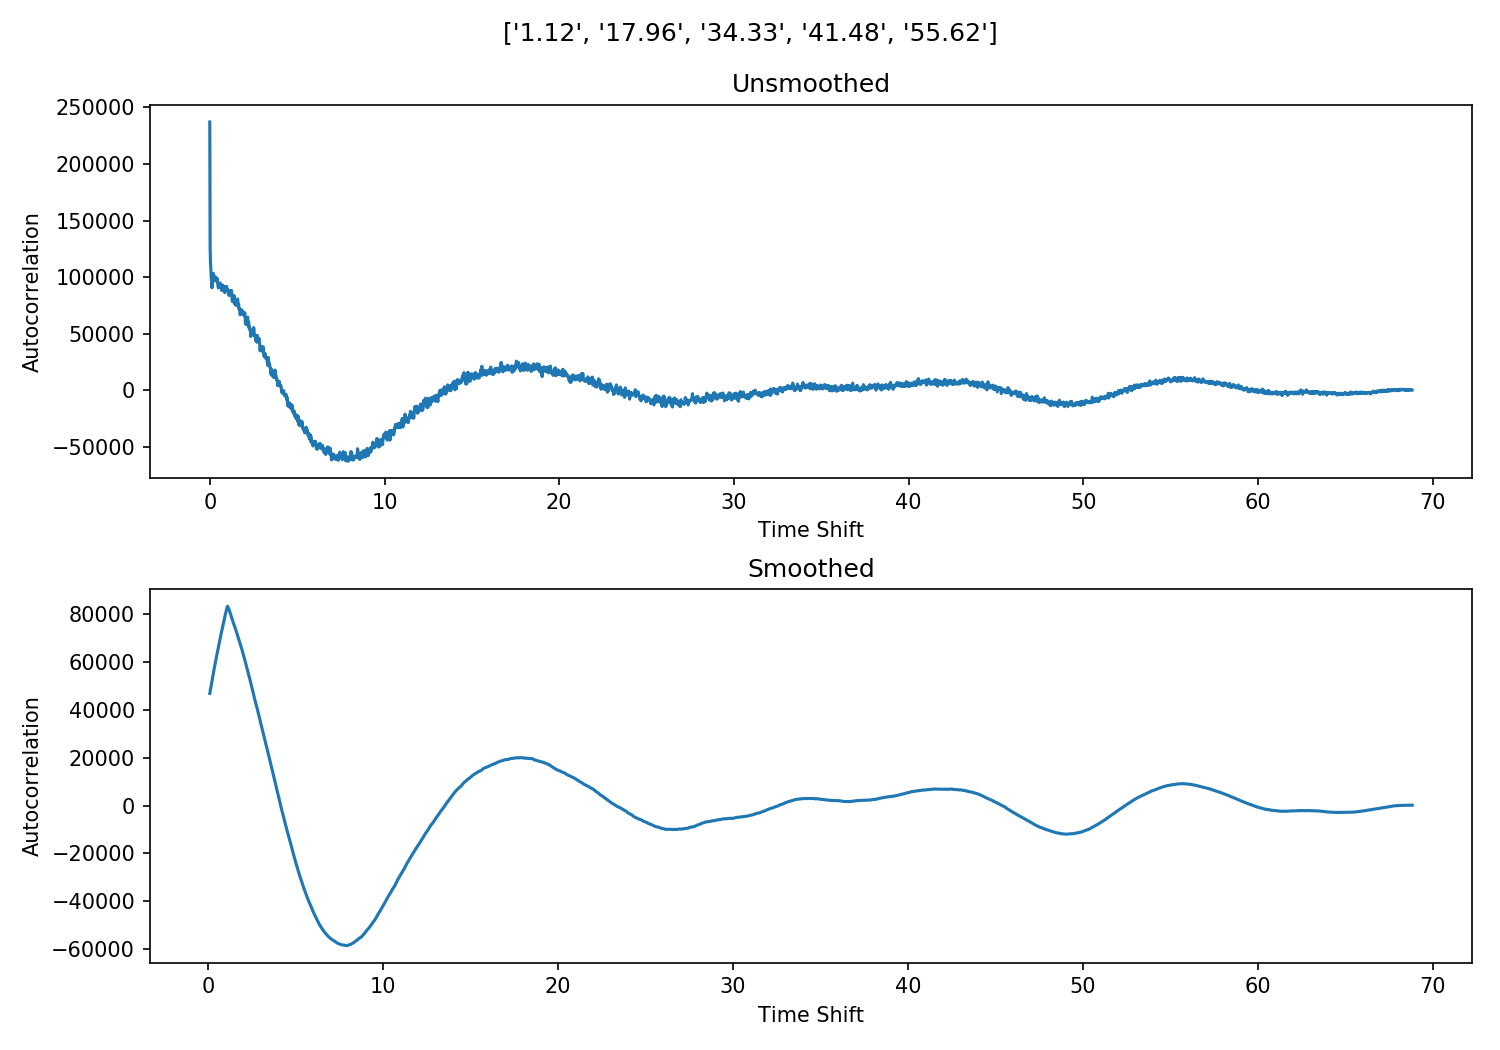 ['1.12', '17.96', '34.33', '41.48', '55.62']
Unsmoothed
Autocorrelation
250000
200000
150000
100000
50000
0
−50000
0 10 20 30 40 50 60 70
Time Shift
Smoothed
Autocorrelation
80000
60000
40000
20000
0
−20000
−40000
−60000
0 10 20 30 40 50 60 70
Time Shift